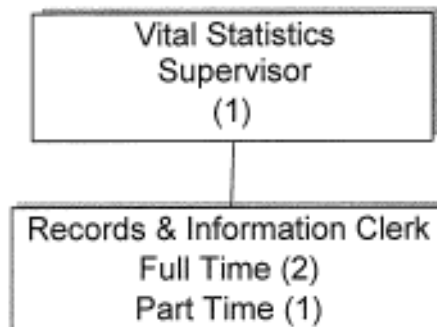 Vital Statistics
Supervisor
(1)
Records & Information Clerk
Full Time (2)
Part Time (1)